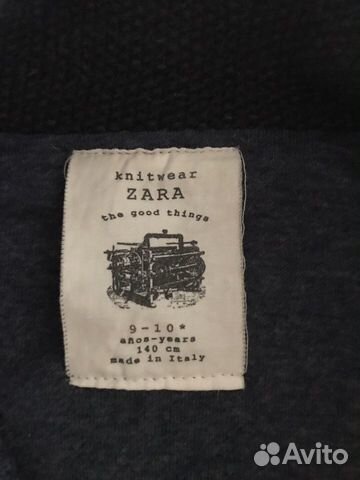 knitwear
ZARA
the good things
9-10*
años-years
140 cm
made in Italy
Avito